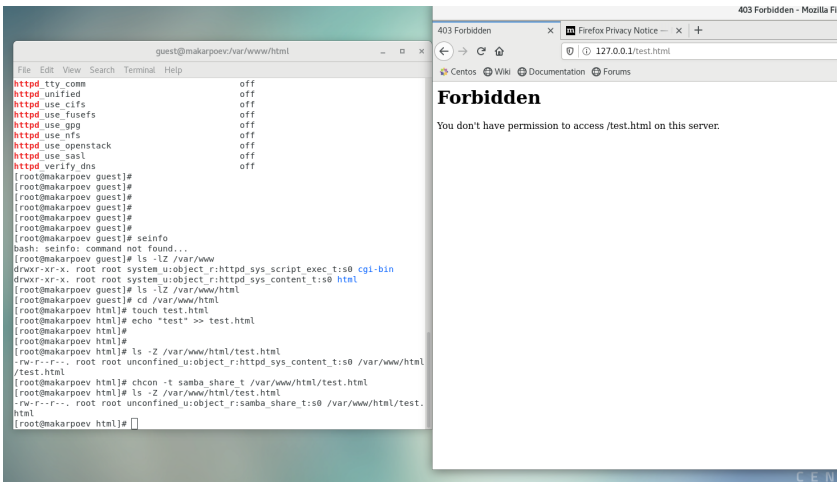 guest@makarpoev:/var/www/html
File Edit View Search Terminal Help
httpd_tty_comm off
httpd_unified off
httpd_use_cifs off
httpd_use_fusefs off
httpd_use_gpg off
httpd_use_nfs off
httpd_use_openstack off
httpd_use_sasl off
httpd_verify_dns off
[root@makarpoev guest]#
[root@makarpoev guest]#
[root@makarpoev guest]#
[root@makarpoev guest]#
[root@makarpoev guest]#
[root@makarpoev guest]#
[root@makarpoev guest]# seinfo
bash: seinfo: command not found...
[root@makarpoev guest]# ls -lZ /var/www
drwxr-xr-x. root root system_u:object_r:httpd_sys_script_exec_t:s0 cgi-bin
drwxr-xr-x. root root system_u:object_r:httpd_sys_content_t:s0 html
[root@makarpoev guest]# ls -lZ /var/www/html
[root@makarpoev guest]# cd /var/www/html
[root@makarpoev html]# touch test.html
[root@makarpoev html]# echo "test" >> test.html
[root@makarpoev html]#
[root@makarpoev html]#
[root@makarpoev html]# ls -Z /var/www/html/test.html
-rw-r--r--. root root unconfined_u:object_r:httpd_sys_content_t:s0 /var/www/html
/test.html
[root@makarpoev html]# chcon -t samba_share_t /var/www/html/test.html
[root@makarpoev html]# ls -Z /var/www/html/test.html
-rw-r--r--. root root unconfined_u:object_r:samba_share_t:s0 /var/www/html/test.
html
[root@makarpoev html]#
403 Forbidden - Mozilla Fi
403 Forbidden
Firefox Privacy Notice —
127.0.0.1/test.html
Centos Wiki Documentation Forums
Forbidden
You don't have permission to access /test.html on this server.
C E N